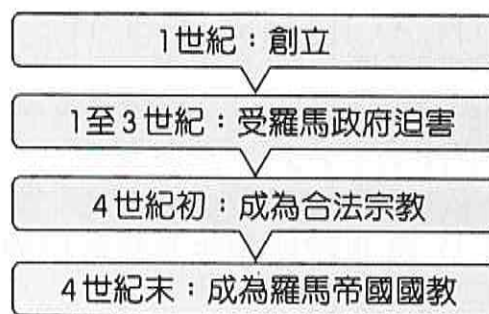 1世紀：創立
1至3世紀：受羅馬政府迫害
4世紀初：成為合法宗教
4世紀末：成為羅馬帝國國教